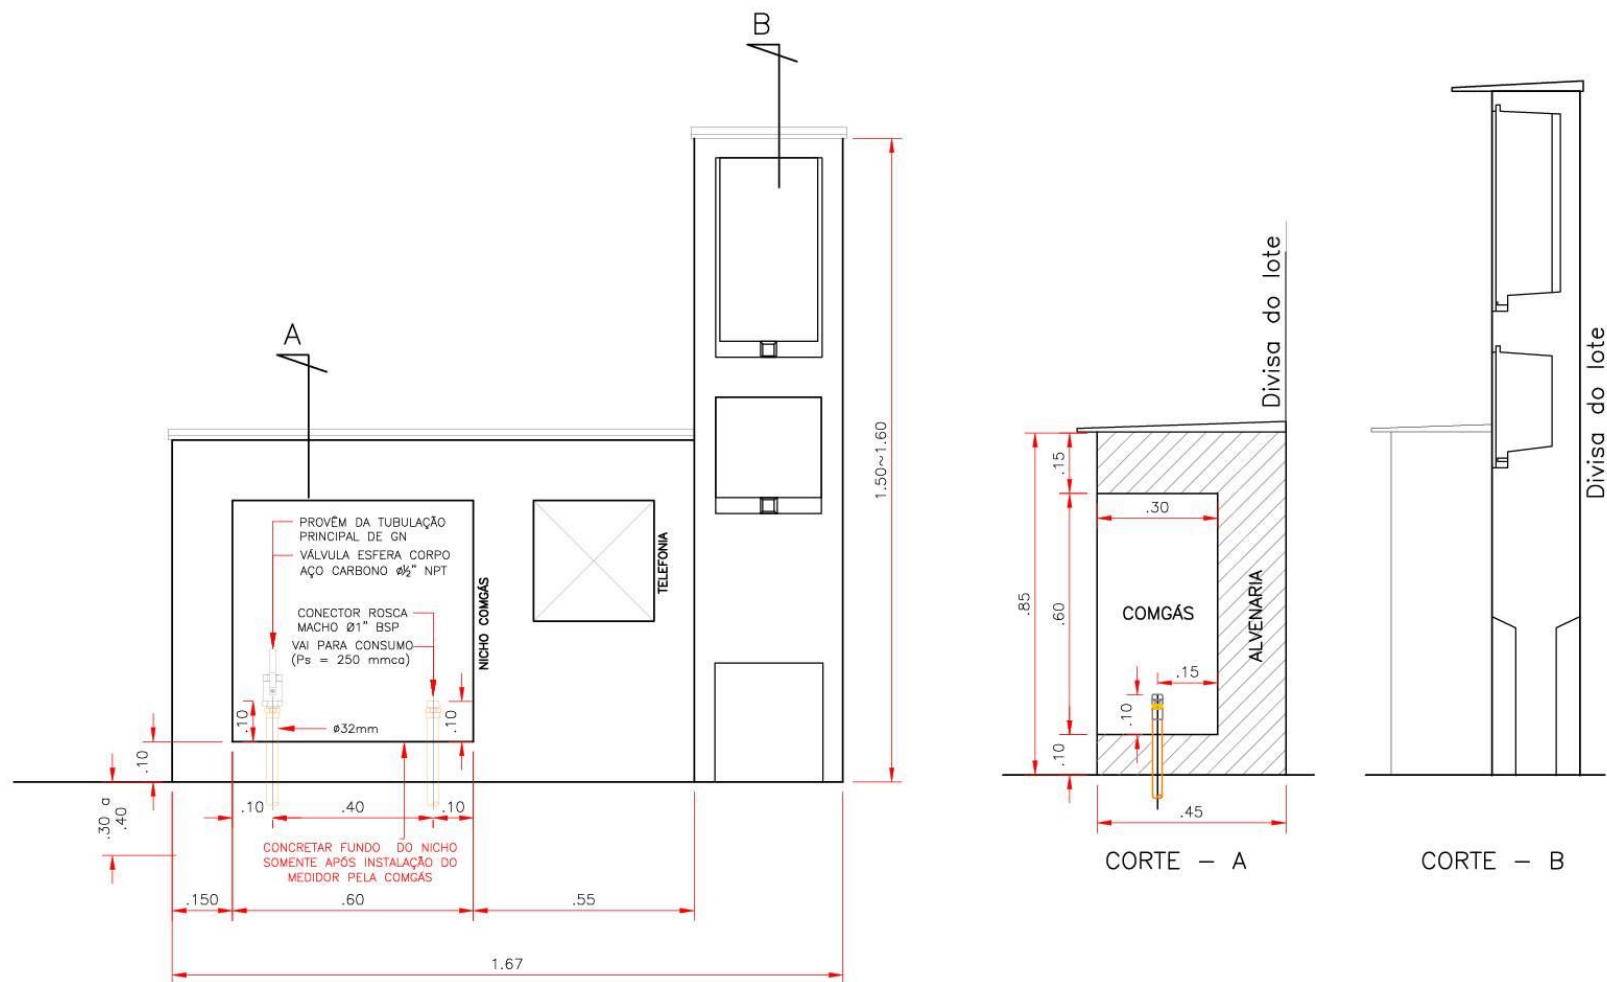 B
A
PROVÊM DA TUBULAÇÃO
PRINCIPAL DE GN
VÁLVULA ESFERA CORPO
AÇO CARBONO ø½" NPT
CONECTOR ROSCA
MACHO Ø1" BSP
VAI PARA CONSUMO
(Ps = 250 mmca)
NICHO COMGÁS
TELEFONIA
ø32mm
.10
.10
.10
.30 a
.40
.10
.40
.10
CONCRETAR FUNDO DO NICHO
SOMENTE APÓS INSTALAÇÃO DO
MEDIDOR PELA COMGÁS
.150
.60
.55
1.67
1.50~1.60
Divisa do lote
.15
.30
.85
.60
COMGÁS
ALVENARIA
.15
.10
.10
.45
CORTE – A
Divisa do lote
CORTE – B